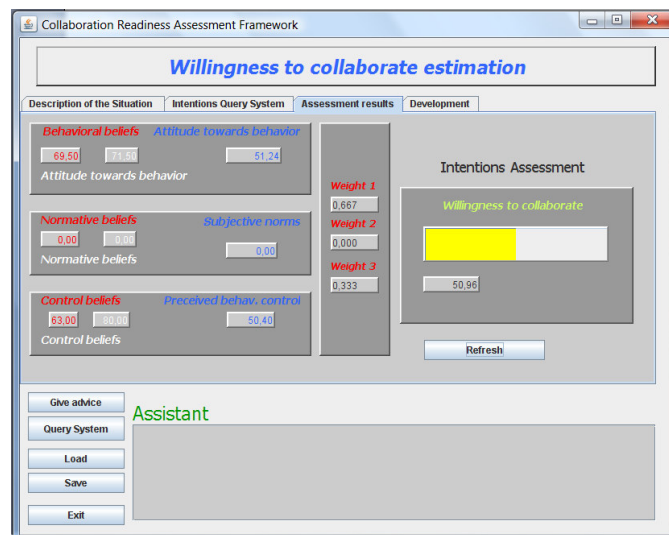 Collaboration Readiness Assessment Framework
Willingness to collaborate estimation
Description of the Situation
Intentions Query System
Assessment results
Development
Behavioral beliefs
Attitude towards behavior
69,50
71,50
51,24
Attitude towards behavior
Normative beliefs
Subjective norms
0,00
0,00
0,00
Normative beliefs
Control beliefs
Preceived behav. control
63,00
80,00
50,40
Control beliefs
Weight 1
0,667
Weight 2
0,000
Weight 3
0,333
Intentions Assessment
Willingness to collaborate
50,96
Refresh
Give advice
Query System
Load
Save
Exit
Assistant